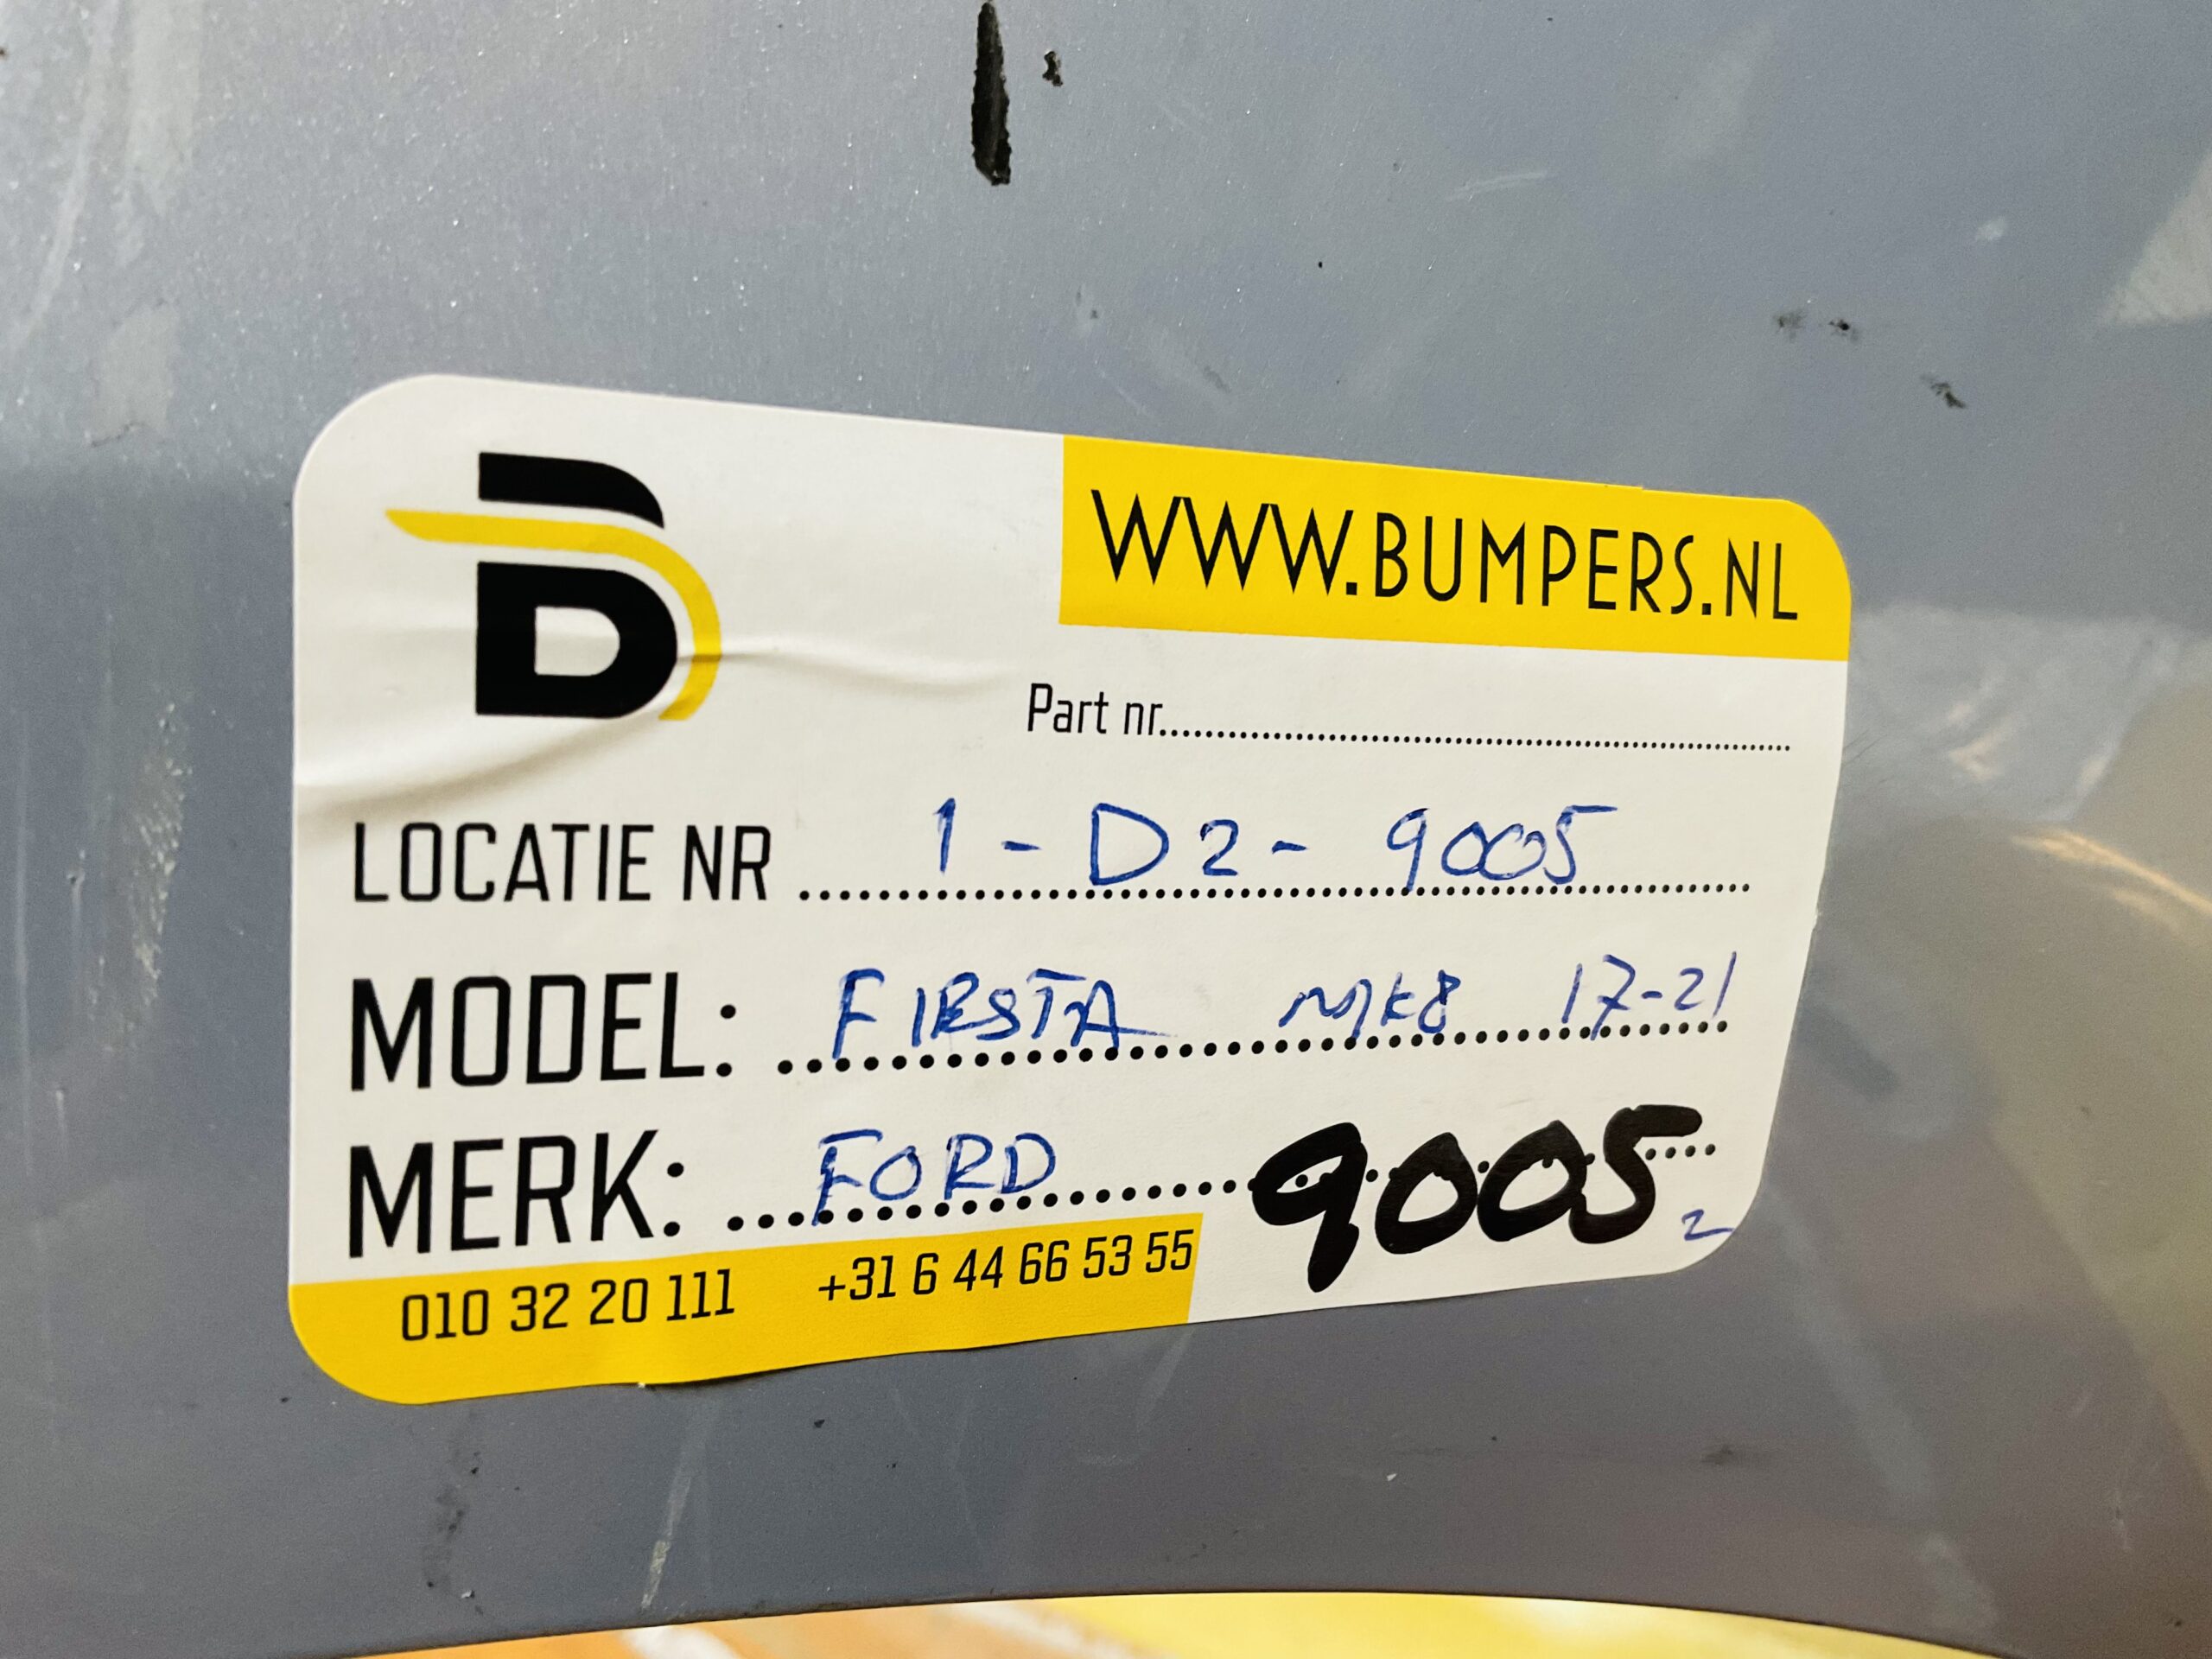 B
WWW.BUMPERS.NL
Part nr......................................................
LOCATIE NR ........ 1 - D2 - 9005
MODEL: ... FIESTA MK8 17-21
MERK: ... FORD 9005
2
010 32 20 111 +31 6 44 66 53 55